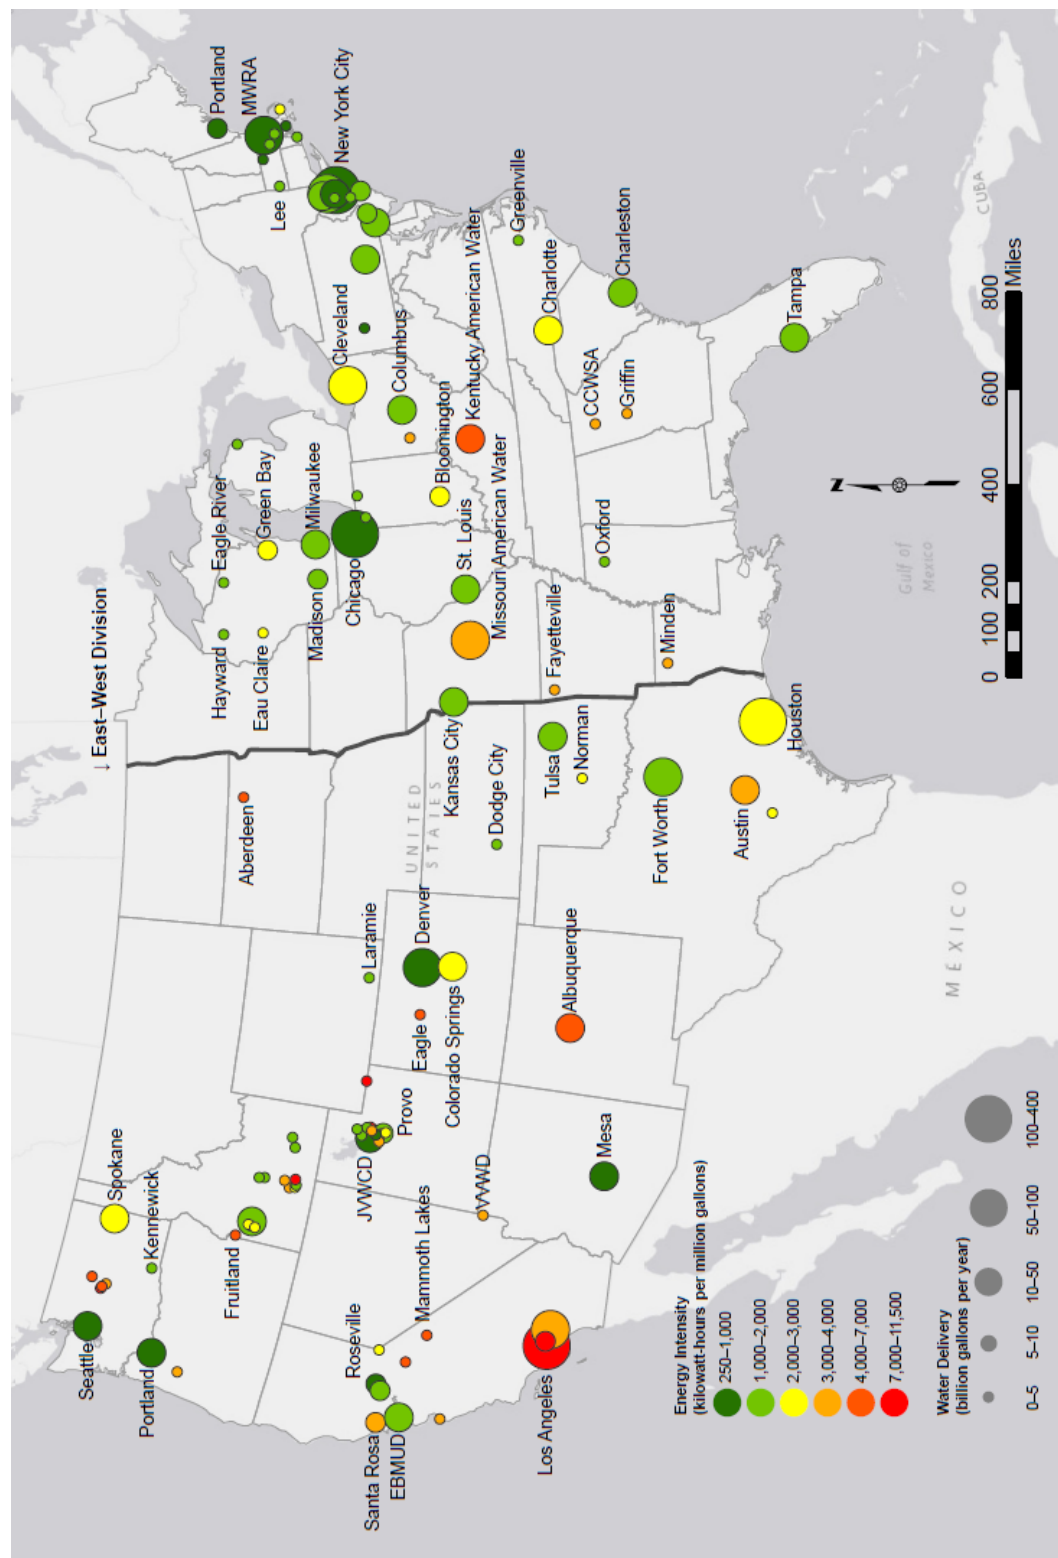 ↓ East–West Division
Seattle
Spokane
Kennewick
Portland
Fruitland
Aberdeen
Hayward
Eagle River
Eau Claire
Green Bay
Madison
Milwaukee
Chicago
Portland
MWRA
Lee
New York City
Cleveland
Columbus
Bloomington
Kentucky American Water
St. Louis
Missouri American Water
Kansas City
UNITED
STATES
Dodge City
Laramie
Denver
Eagle
Colorado Springs
JVWCD
Provo
Roseville
Santa Rosa
EBMUD
Mammoth Lakes
VVWD
Los Angeles
Mesa
Albuquerque
Tulsa
Norman
Fayetteville
Fort Worth
Austin
Houston
Minden
Oxford
CCWSA
Griffin
Charlotte
Greenville
Charleston
Tampa
Gulf of
Mexico
MÉXICO
CUBA
N
0 100 200 400 600 800
Miles
Energy Intensity
(kilowatt-hours per million gallons)
250–1,000
1,000–2,000
2,000–3,000
3,000–4,000
4,000–7,000
7,000–11,500
Water Delivery
(billion gallons per year)
0–5
5–10
10–50
50–100
100–400